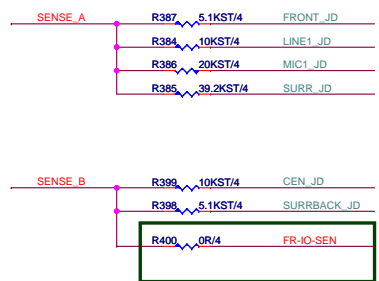 SENSE_A R387 5.1KST/4 FRONT_JD
R384 10KST/4 LINE1_JD
R386 20KST/4 MIC1_JD
R385 39.2KST/4 SURR_JD
SENSE_B R399 10KST/4 CEN_JD
R398 5.1KST/4 SURRBACK_JD
R400 0R/4 FR-IO-SEN